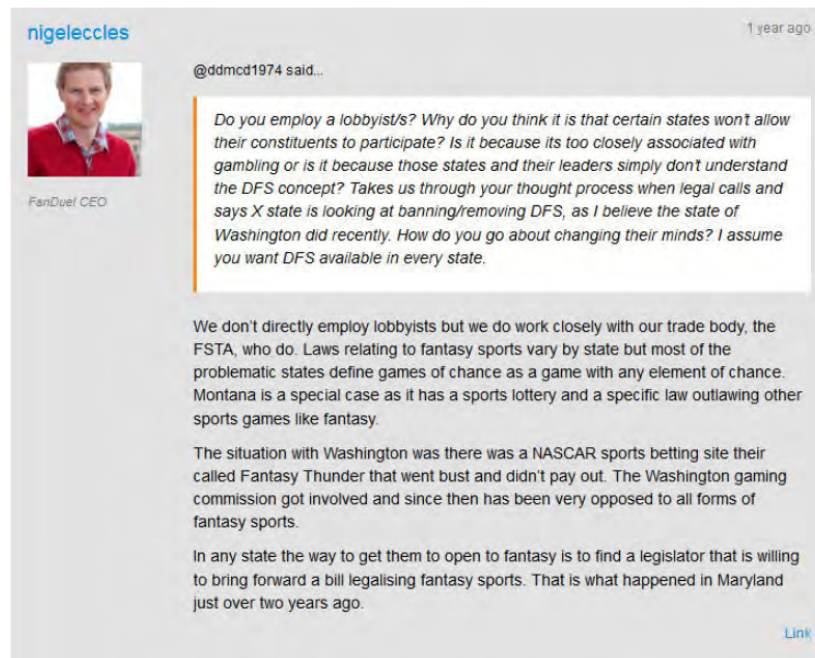 nigeleccles
1 year ago
FanDuel CEO
@ddmcd1974 said...
Do you employ a lobbyist/s? Why do you think it is that certain states won't allow
their constituents to participate? Is it because its too closely associated with
gambling or is it because those states and their leaders simply don't understand
the DFS concept? Takes us through your thought process when legal calls and
says X state is looking at banning/removing DFS, as I believe the state of
Washington did recently. How do you go about changing their minds? I assume
you want DFS available in every state.
We don't directly employ lobbyists but we do work closely with our trade body, the
FSTA, who do. Laws relating to fantasy sports vary by state but most of the
problematic states define games of chance as a game with any element of chance.
Montana is a special case as it has a sports lottery and a specific law outlawing other
sports games like fantasy.
The situation with Washington was there was a NASCAR sports betting site their
called Fantasy Thunder that went bust and didn't pay out. The Washington gaming
commission got involved and since then has been very opposed to all forms of
fantasy sports.
In any state the way to get them to open to fantasy is to find a legislator that is willing
to bring forward a bill legalising fantasy sports. That is what happened in Maryland
just over two years ago.
Link